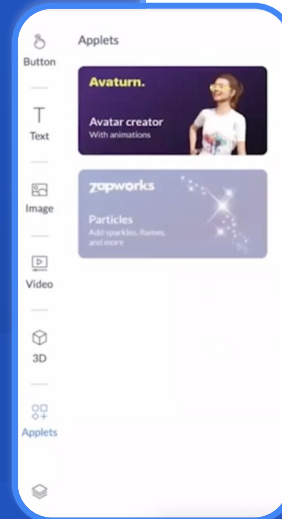 Button
Text
Image
Video
3D
Applets
Applets
Avaturn.
Avatar creator
With animations
zapworks
Particles
Add sparkles, flames,
and more